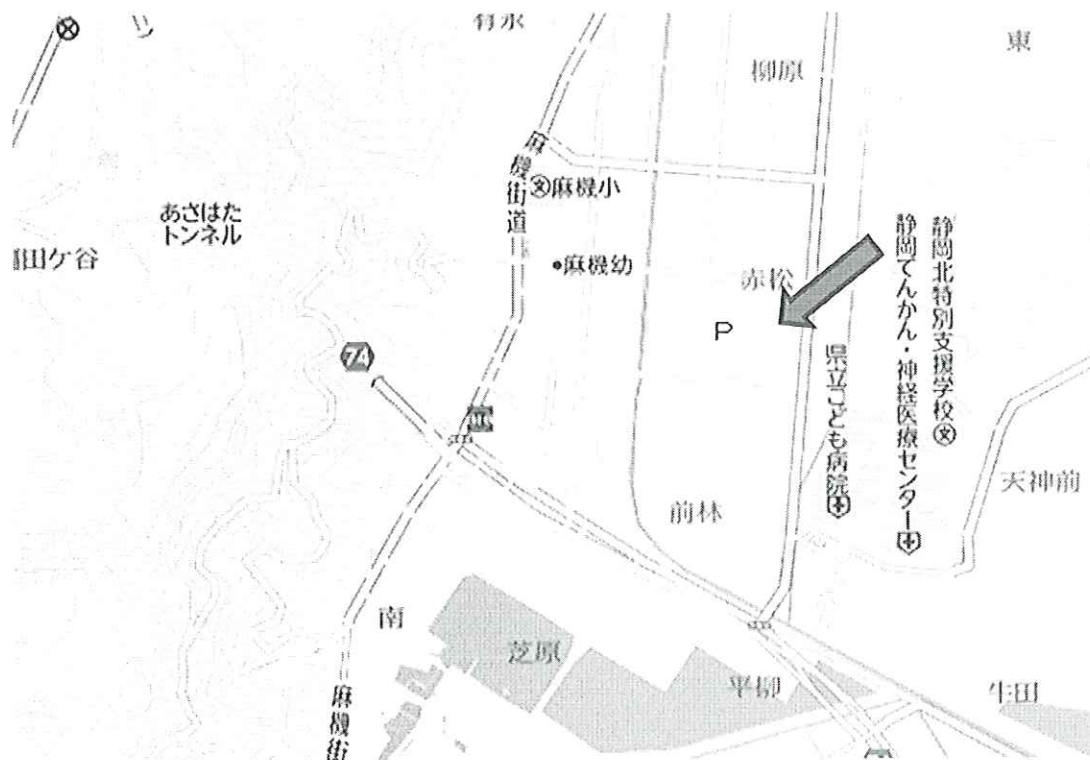 有永
東
柳原
麻機街道
麻機小
あさはた
トンネル
麻機幼
赤松
P
静岡北特別支援学校
静岡てんかん・神経医療センター
県立こども病院
74
天神前
前林
南
芝原
平柳
牛田
麻機街